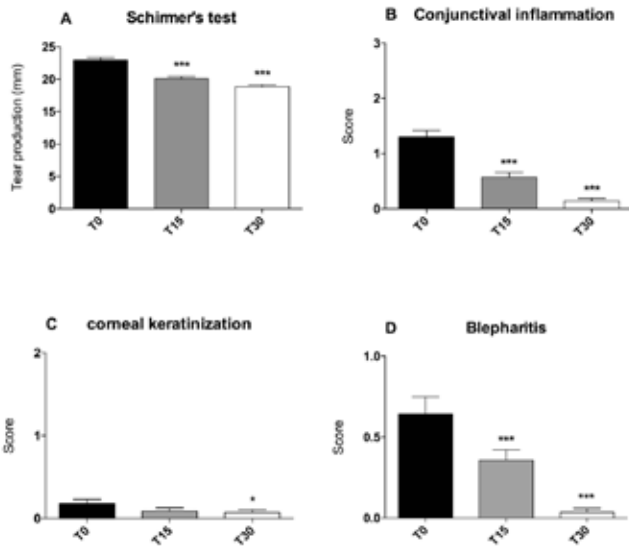 A Schirmer's test
Tear production (mm)
25
20
15
10
5
0
***
***
T0
T15
T30
B Conjunctival inflammation
Score
3
2
1
0
***
***
T0
T15
T30
C corneal keratinization
Score
2
1
0
*
T0
T15
T30
D Blepharitis
Score
1.0
0.5
0.0
***
***
T0
T15
T30